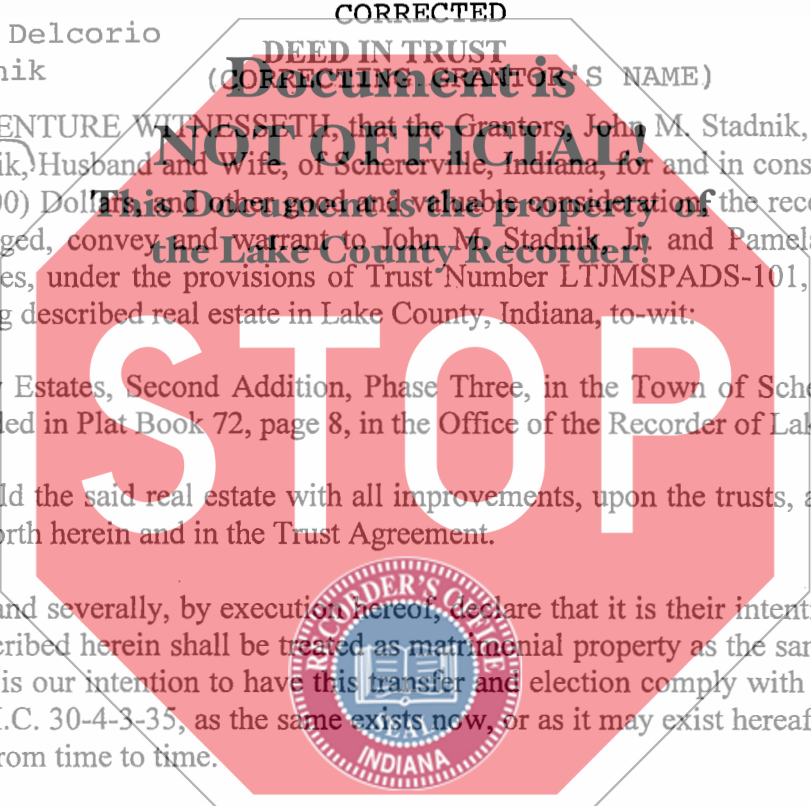 CORRECTED
Delcorio
DEED IN TRUST
nik
(CORRECTING GRANTOR'S NAME)
Document is
ENTURE WITNESSETH, that the Grantors, John M. Stadnik,
NOT OFFICIAL!
ik, Husband and Wife, of Schererville, Indiana, for and in cons
00) Dollars, and other good and valuable consideration, the rece
This Document is the property of
ged, convey and warrant to John M. Stadnik, Jr. and Pamels
the Lake County Recorder!
es, under the provisions of Trust Number LTJMSPADS-101,
g described real estate in Lake County, Indiana, to-wit:
Estates, Second Addition, Phase Three, in the Town of Sche
led in Plat Book 72, page 8, in the Office of the Recorder of Lak
STOP
ld the said real estate with all improvements, upon the trusts, a
orth herein and in the Trust Agreement.
and severally, by execution hereof, declare that it is their intenti
cribed herein shall be treated as matrimonial property as the sam
is our intention to have this transfer and election comply with
I.C. 30-4-3-35, as the same exists now, or as it may exist hereaf
from time to time.
RECORDER'S OFFICE
SEAL
INDIANA